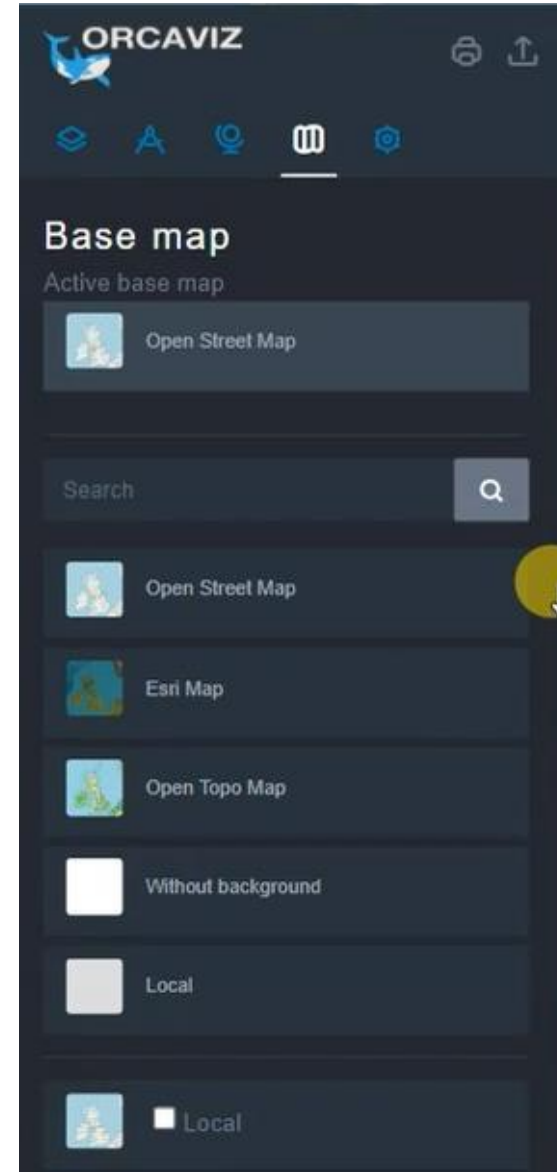 ORCAVIZ
Base map
Active base map
Open Street Map
Search
Open Street Map
Esri Map
Open Topo Map
Without background
Local
Local